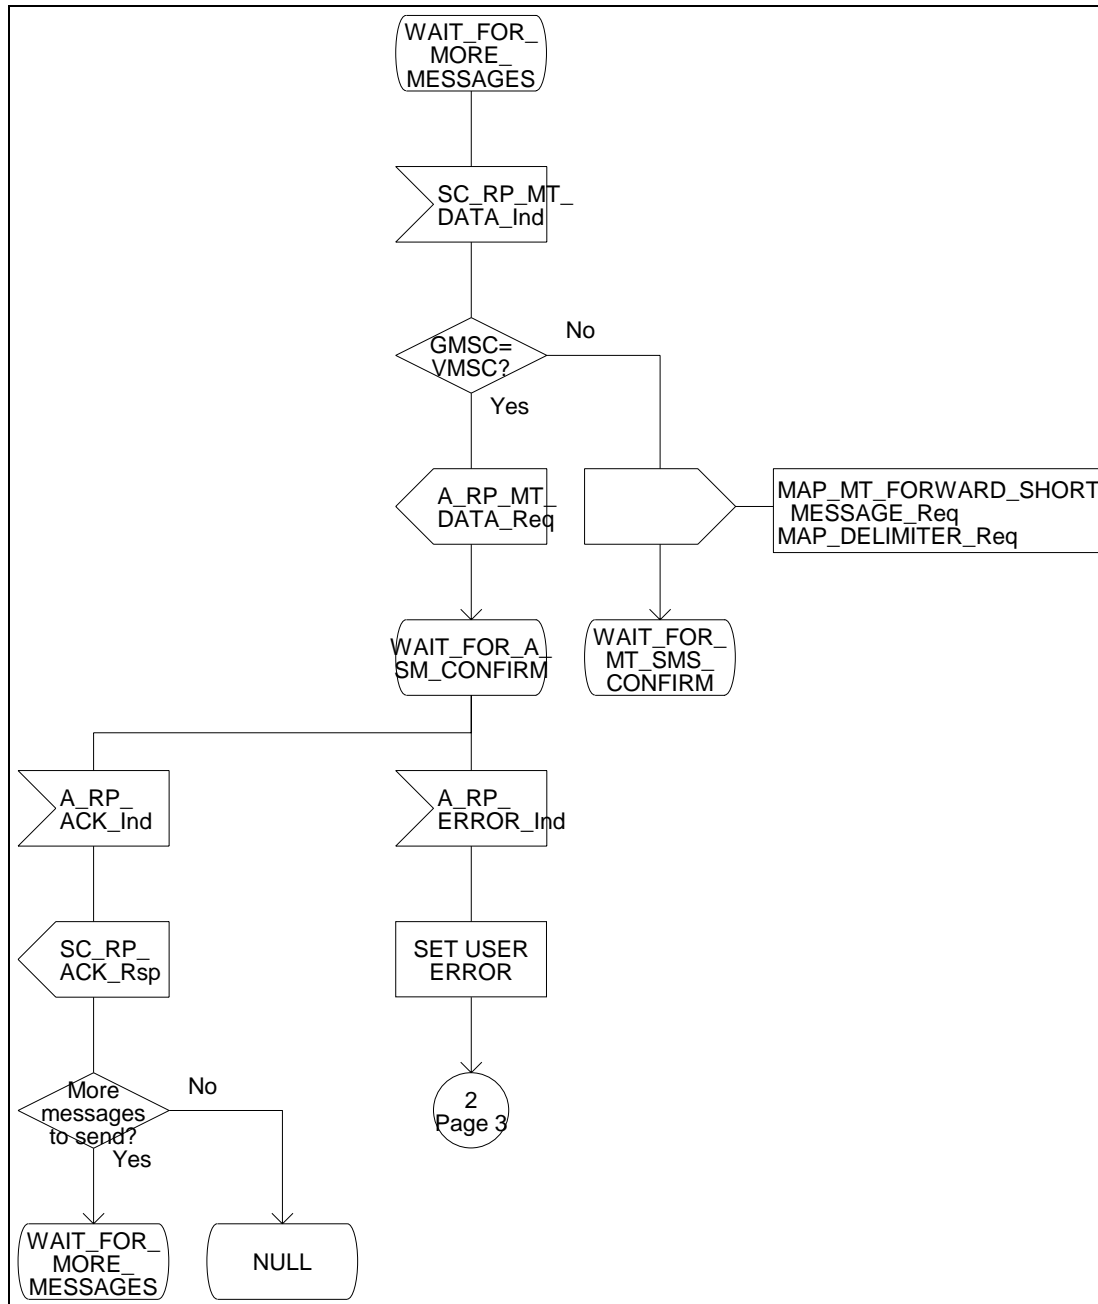 WAIT_FOR_
MORE_
MESSAGES
SC_RP_MT_
DATA_Ind
GMSC=
VMSC?
No
Yes
A_RP_MT_
DATA_Req
MAP_MT_FORWARD_SHORT
MESSAGE_Req
MAP_DELIMITER_Req
WAIT_FOR_A_
SM_CONFIRM
WAIT_FOR_
MT_SMS_
CONFIRM
A_RP_
ACK_Ind
A_RP_
ERROR_Ind
SC_RP_
ACK_Rsp
SET USER
ERROR
More
messages
to send?
No
Yes
2
Page 3
WAIT_FOR_
MORE_
MESSAGES
NULL